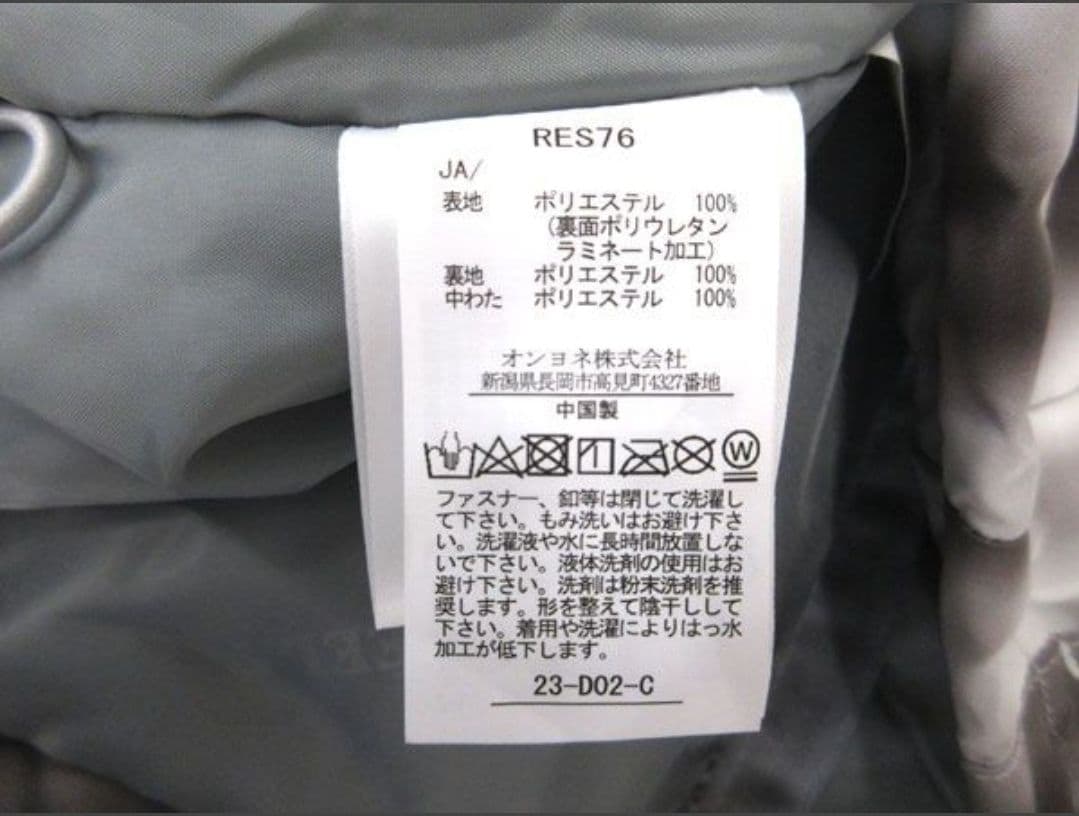 RES76
JA/
表地 ポリエステル 100%
(裏面ポリウレタン
ラミネート加工)
裏地 ポリエステル 100%
中わた ポリエステル 100%
オンヨネ株式会社
新潟県長岡市高見町4327番地
中国製
W
ファスナー、釦等は閉じて洗濯し
て下さい。もみ洗いはお避け下さ
い。洗濯液や水に長時間放置しな
いで下さい。液体洗剤の使用はお
避け下さい。洗剤は粉末洗剤を推
奨します。形を整えて陰干しして
下さい。着用や洗濯によりはっ水
加工が低下します。
23-D02-C